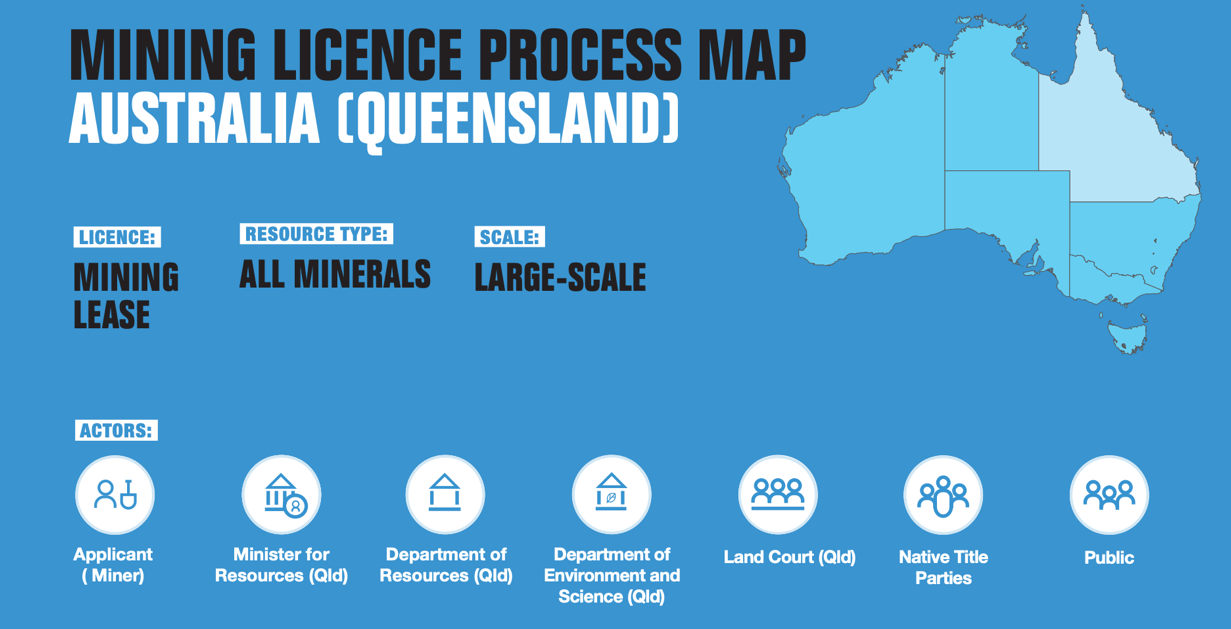 MINING LICENCE PROCESS MAP
AUSTRALIA (QUEENSLAND)
LICENCE:
MINING
LEASE
RESOURCE TYPE:
ALL MINERALS
SCALE:
LARGE-SCALE
ACTORS:
Applicant
( Miner)
Minister for
Resources (Qld)
Department of
Resources (Qld)
Department of
Environment and
Science (Qld)
Land Court (Qld)
Native Title
Parties
Public